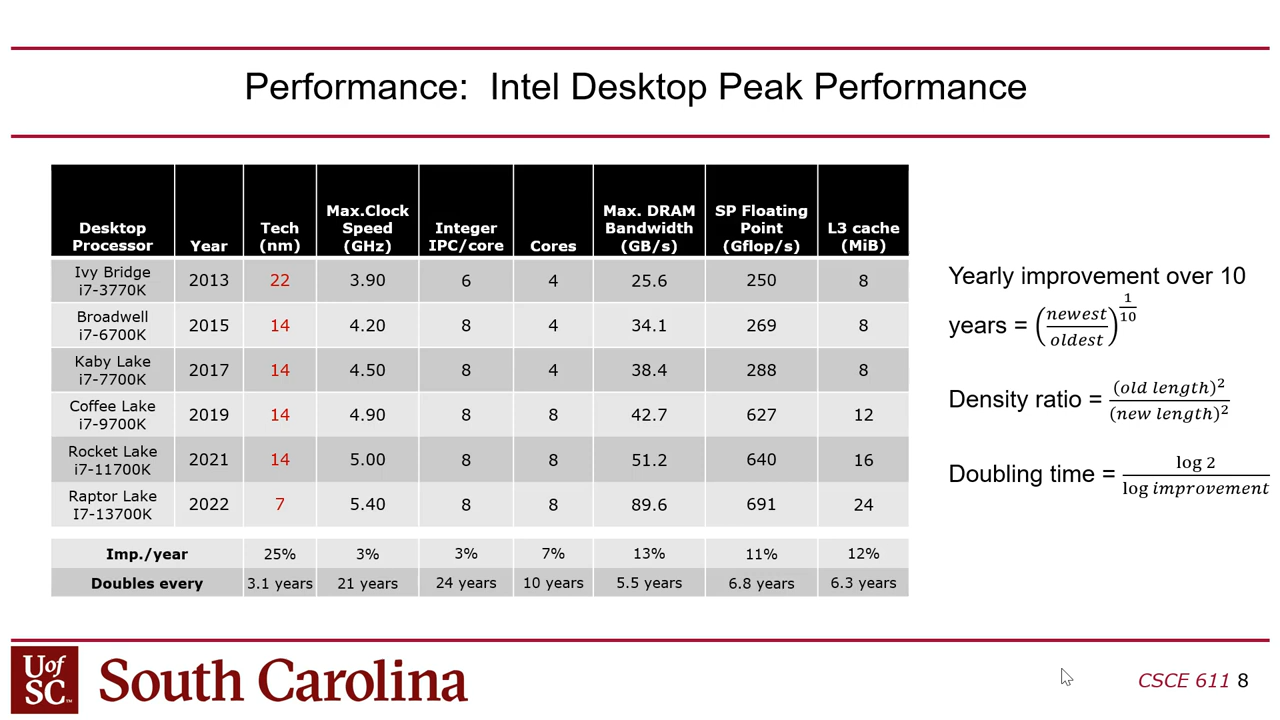 Performance:  Intel Desktop Peak Performance
Desktop Processor | Year | Tech (nm) | Max.Clock Speed (GHz) | Integer IPC/core | Cores | Max. DRAM Bandwidth (GB/s) | SP Floating Point (Gflop/s) | L3 cache (MiB)
Ivy Bridge i7-3770K | 2013 | 22 | 3.90 | 6 | 4 | 25.6 | 250 | 8
Broadwell i7-6700K | 2015 | 14 | 4.20 | 8 | 4 | 34.1 | 269 | 8
Kaby Lake i7-7700K | 2017 | 14 | 4.50 | 8 | 4 | 38.4 | 288 | 8
Coffee Lake i7-9700K | 2019 | 14 | 4.90 | 8 | 8 | 42.7 | 627 | 12
Rocket Lake i7-11700K | 2021 | 14 | 5.00 | 8 | 8 | 51.2 | 640 | 16
Raptor Lake I7-13700K | 2022 | 7 | 5.40 | 8 | 8 | 89.6 | 691 | 24
Imp./year | 25% | 3% | 3% | 7% | 13% | 11% | 12%
Doubles every | 3.1 years | 21 years | 24 years | 10 years | 5.5 years | 6.8 years | 6.3 years
Yearly improvement over 10
years = (newest/oldest)^(1/10)
Density ratio = (old length)²/(new length)²
Doubling time = log 2/log improvement
UofSC™ South Carolina
CSCE 611 8